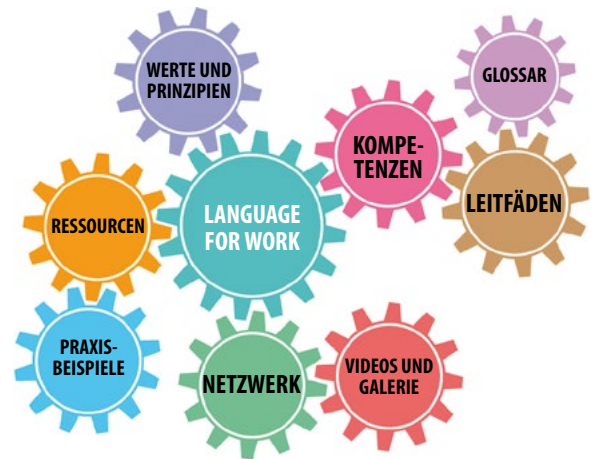 WERTE UND
PRINZIPIEN
GLOSSAR
KOMPE-
TENZEN
LEITFÄDEN
RESSOURCEN
LANGUAGE
FOR WORK
PRAXIS-
BEISPIELE
NETZWERK
VIDEOS UND
GALERIE